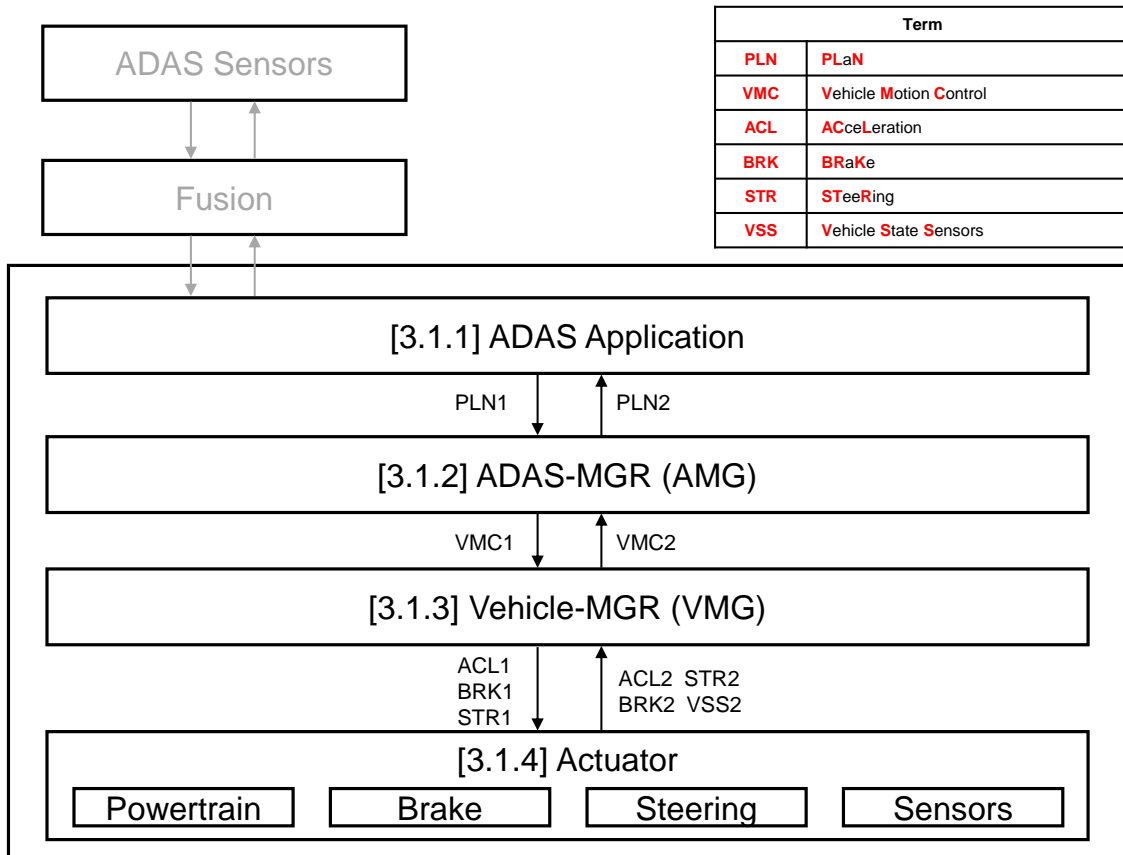 ADAS Sensors
Fusion
Term
PLN PLaN
VMC Vehicle Motion Control
ACL ACceLeration
BRK BRaKe
STR STeeRing
VSS Vehicle State Sensors
[3.1.1] ADAS Application
PLN1 PLN2
[3.1.2] ADAS-MGR (AMG)
VMC1 VMC2
[3.1.3] Vehicle-MGR (VMG)
ACL1
BRK1
STR1
ACL2 STR2
BRK2 VSS2
[3.1.4] Actuator
Powertrain Brake Steering Sensors